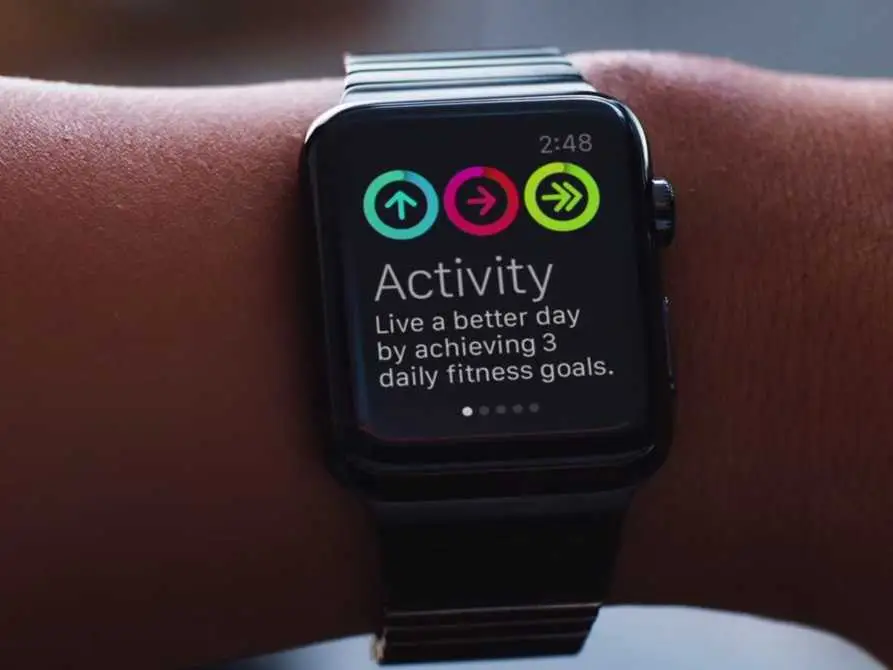 2:48
Activity
Live a better day
by achieving 3
daily fitness goals.